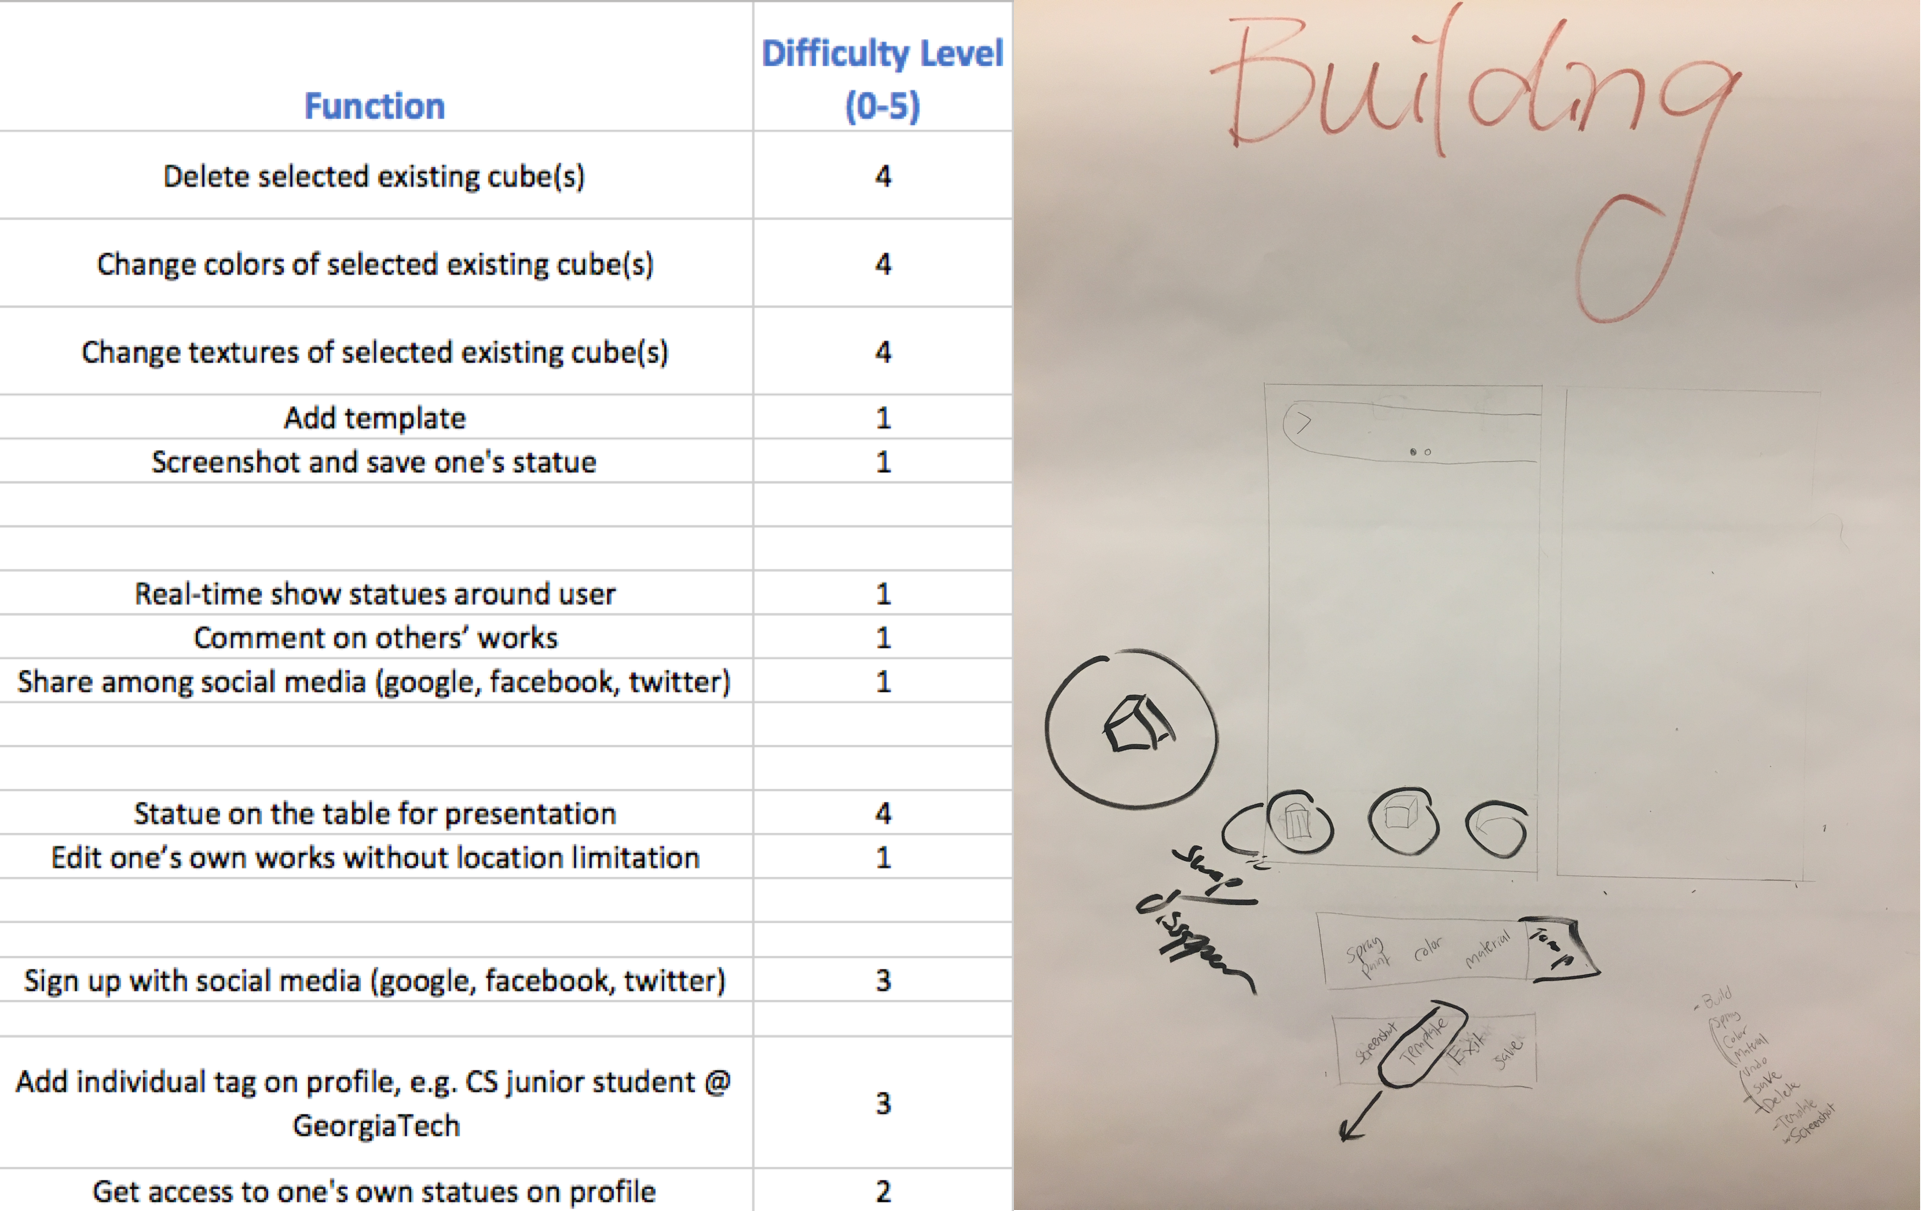 Function
Difficulty Level
(0-5)
Delete selected existing cube(s) 4
Change colors of selected existing cube(s) 4
Change textures of selected existing cube(s) 4
Add template 1
Screenshot and save one's statue 1
Real-time show statues around user 1
Comment on others’ works 1
Share among social media (google, facebook, twitter) 1
Statue on the table for presentation 4
Edit one’s own works without location limitation 1
Sign up with social media (google, facebook, twitter) 3
Add individual tag on profile, e.g. CS junior student @
GeorgiaTech
3
Get access to one's own statues on profile 2
Building
Spray
paint
color
material
Temp
Screenshot
Template
Exit
Save
- Build
Spray
Color
Material
Undo
Save
Delete
- Template
- Screenshot